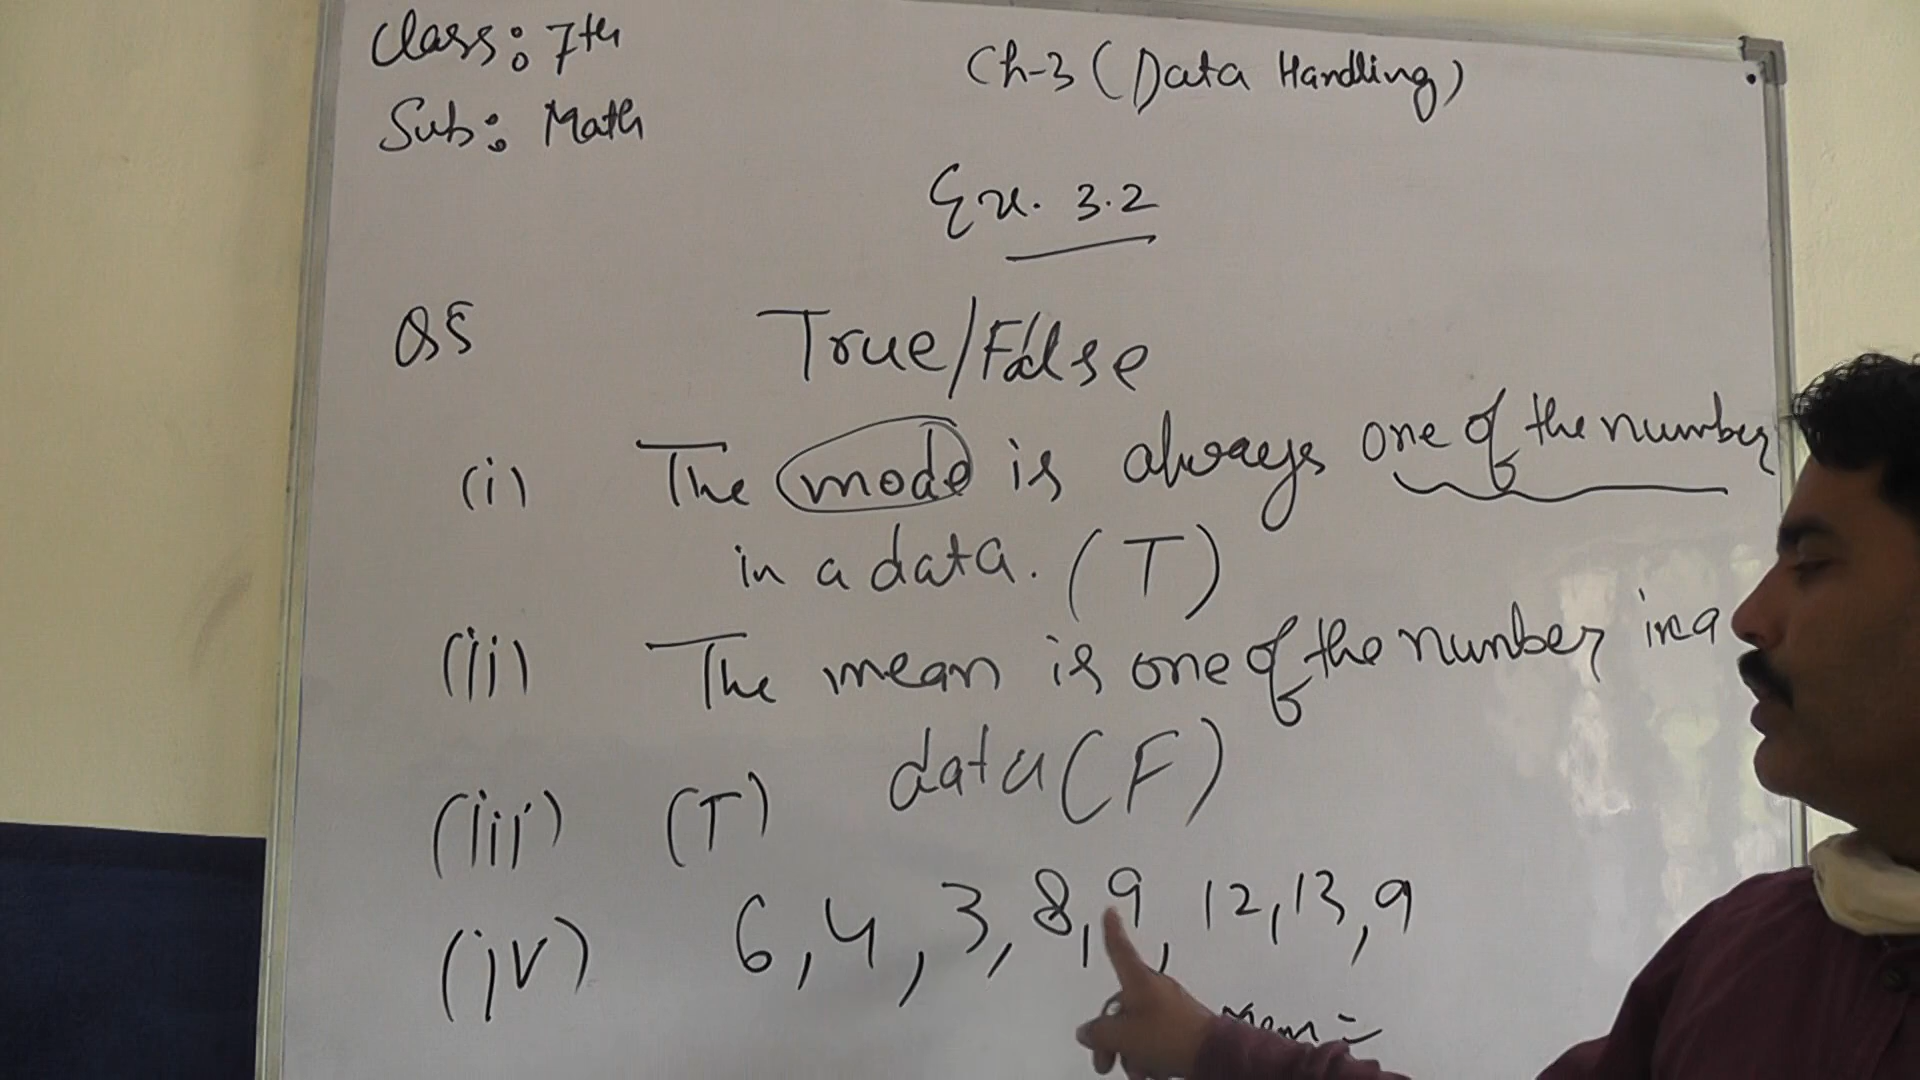 Class: 7th
Ch-3 (Data Handling)
Sub: Math
Ex. 3.2
Q5 True/False
(i) The mode is always one of the number
in a data. (T)
(ii) The mean is one of the number in a
data (F)
(iii) (T)
(iv) 6, 4, 3, 8, 9, 12, 13, 9
Mean =